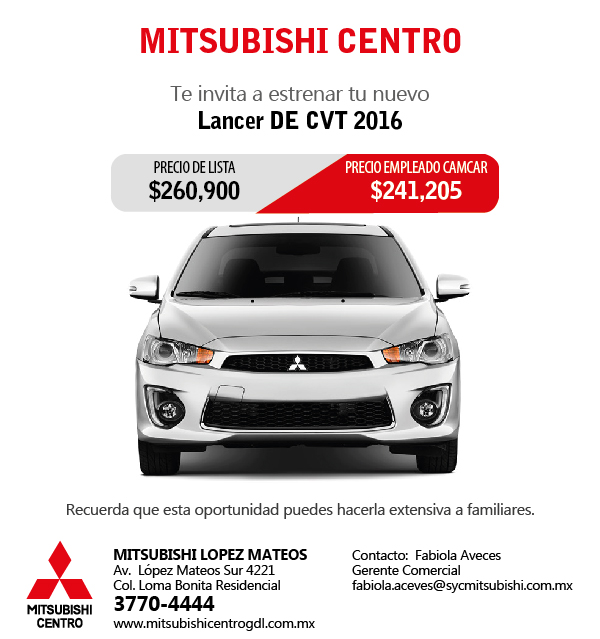 MITSUBISHI CENTRO
Te invita a estrenar tu nuevo
Lancer DE CVT 2016
PRECIO DE LISTA
$260,900
PRECIO EMPLEADO CAMCAR
$241,205
Recuerda que esta oportunidad puedes hacerla extensiva a familiares.
MITSUBISHI
CENTRO
MITSUBISHI LOPEZ MATEOS
Av. López Mateos Sur 4221
Col. Loma Bonita Residencial
3770-4444
www.mitsubishicentrogdl.com.mx
Contacto: Fabiola Aveces
Gerente Comercial
fabiola.aceves@sycmitsubishi.com.mx